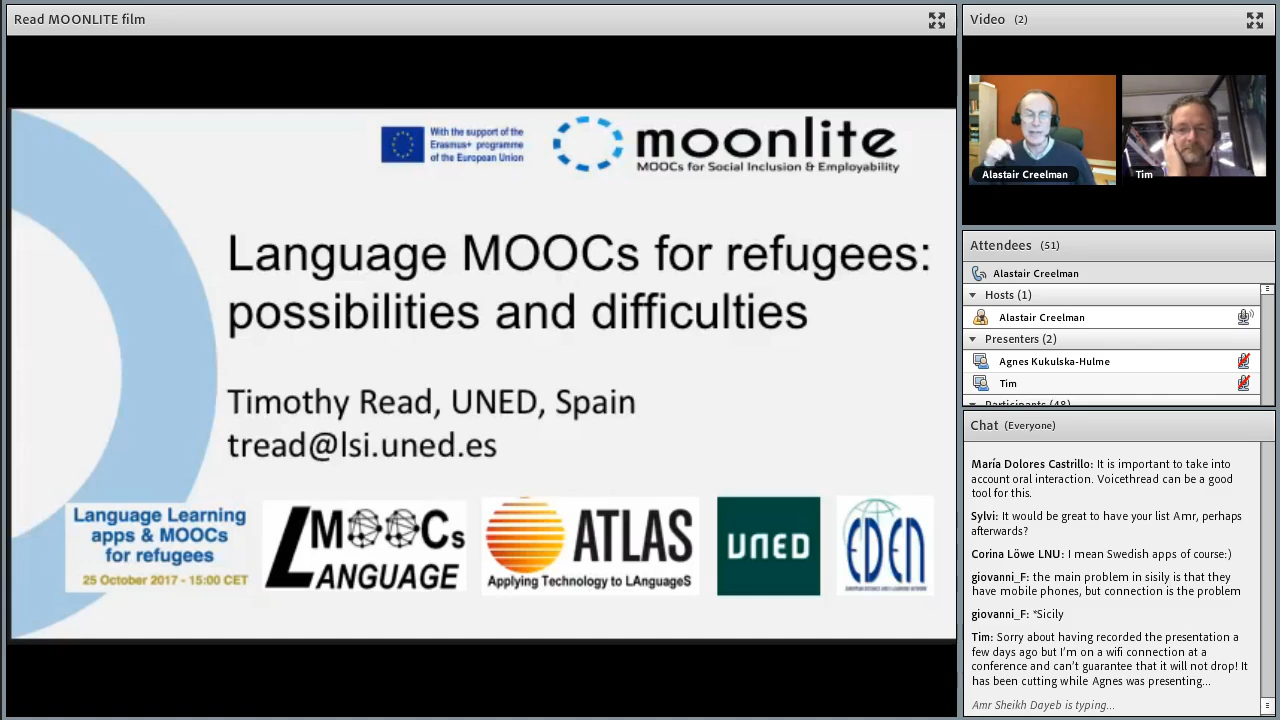 Read MOONLITE film
With the support of the
Erasmus+ programme
of the European Union
moonlite
MOOCs for Social Inclusion & Employability
Language MOOCs for refugees:
possibilities and difficulties
Timothy Read, UNED, Spain
tread@lsi.uned.es
Language Learning
apps & MOOCs
for refugees
25 October 2017 - 15:00 CET
LMOOCs
LANGUAGE
ATLAS
Applying Technology to LAnguageS
UNED
EDEN
Video (2)
Alastair Creelman
Tim
Attendees (51)
Alastair Creelman
Hosts (1)
Alastair Creelman
Presenters (2)
Agnes Kukulska-Hulme
Tim
Participants (48)
Chat (Everyone)
María Dolores Castrillo: It is important to take into
account oral interaction. Voicethread can be a good
tool for this.
Sylvi: It would be great to have your list Amr, perhaps
afterwards?
Corina Löwe LNU: I mean Swedish apps of course:)
giovanni_F: the main problem in sicily is that they
have mobile phones, but connection is the problem
giovanni_F: *Sicily
Tim: Sorry about having recorded the presentation a
few days ago but I'm on a wifi connection at a
conference and can't guarantee that it will not drop! It
has been cutting while Agnes was presenting...
Amr Sheikh Dayeb is typing...